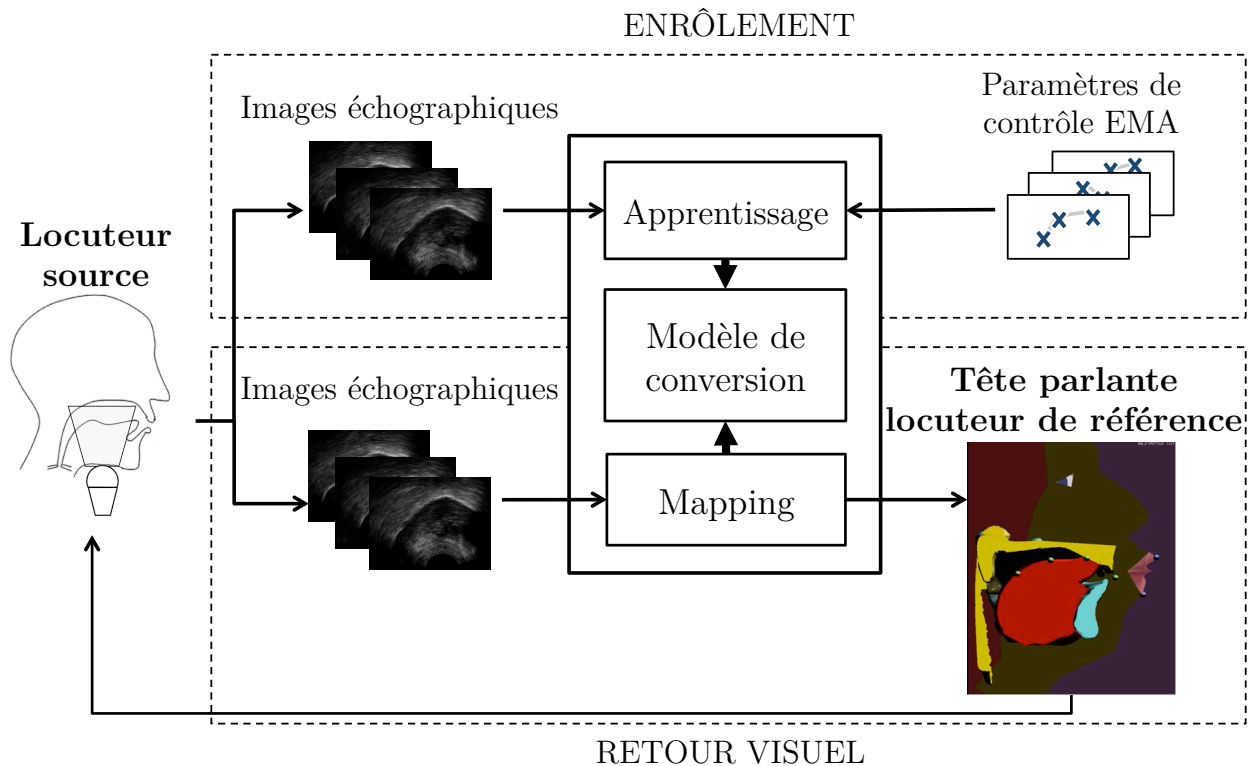 ENRÔLEMENT
Images échographiques
Paramètres de
contrôle EMA
Apprentissage
Locuteur
source
Modèle de
conversion
Images échographiques
Tête parlante
locuteur de référence
Mapping
RETOUR VISUEL